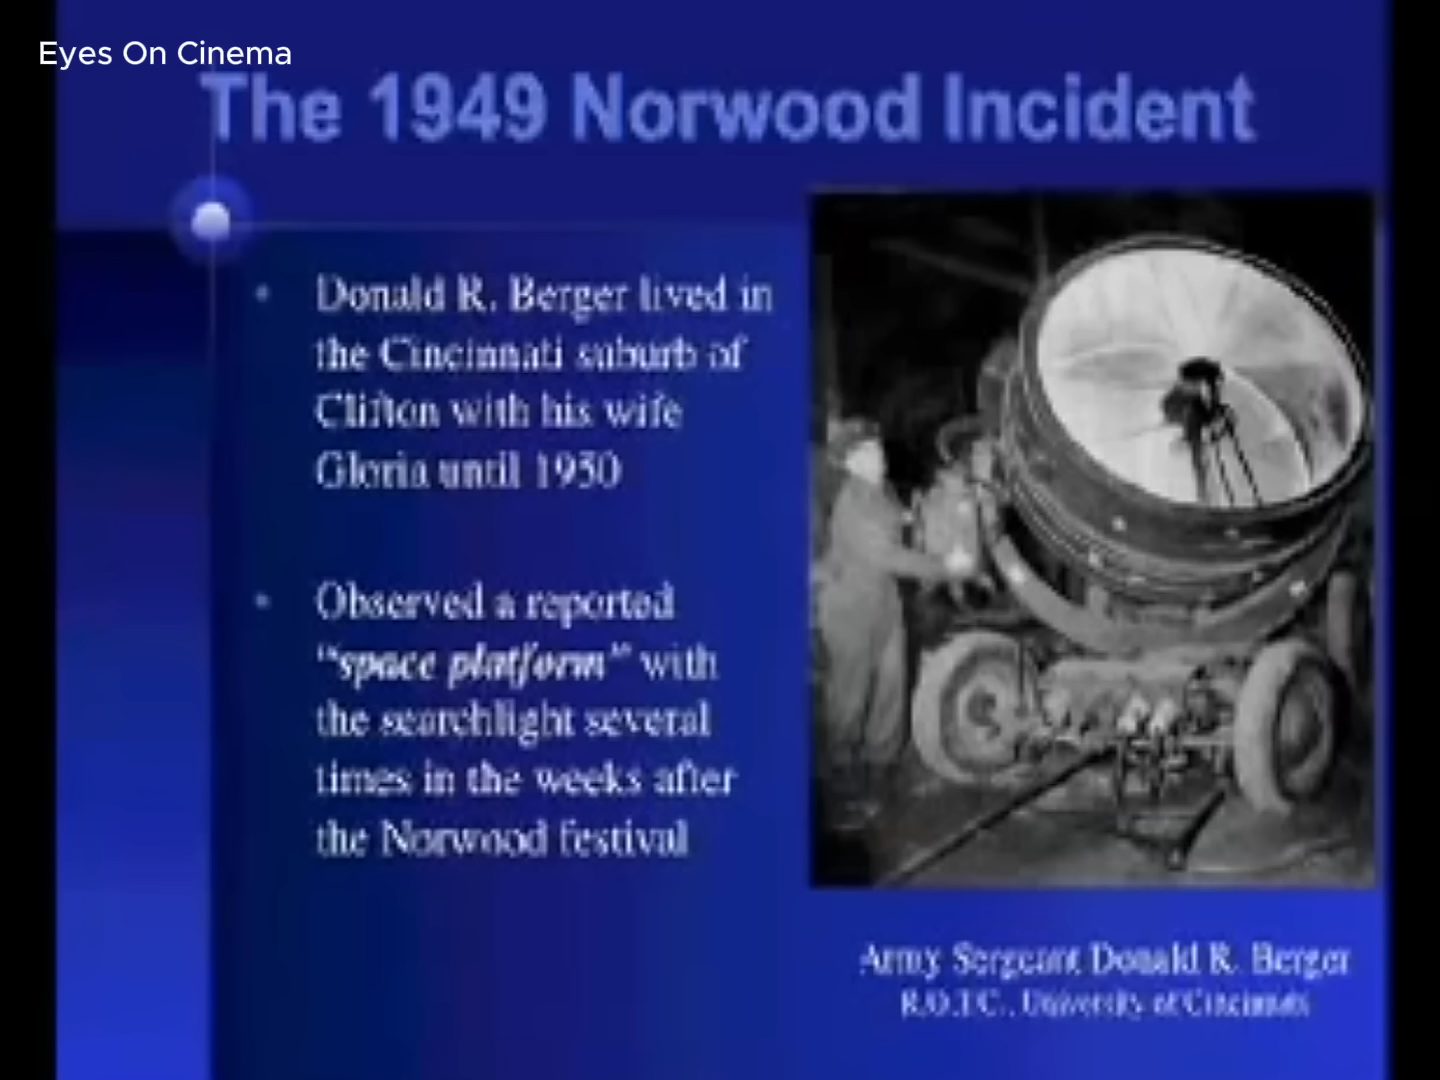 Eyes On Cinema
The 1949 Norwood Incident
• Donald R. Berger lived in
the Cincinnati suburb of
Clifton with his wife
Gloria until 1950
• Observed a reported
"space platform" with
the searchlight several
times in the weeks after
the Norwood festival
Army Sergeant Donald R. Berger
R.O.T.C., University of Cincinnati